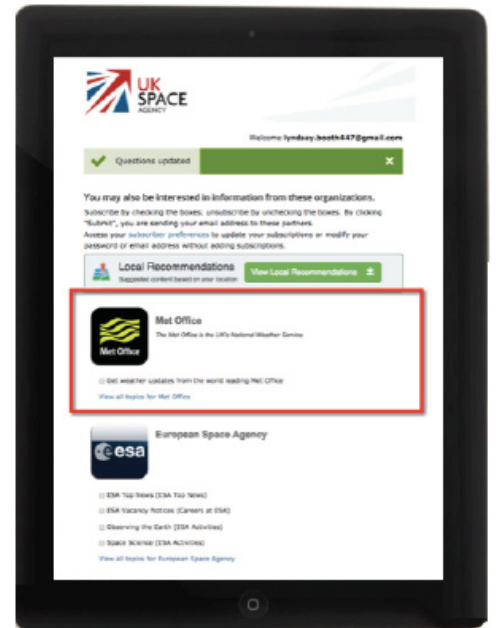 UK
SPACE
AGENCY
Welcome lyndsay.booth447@gmail.com
Questions updated
You may also be interested in information from these organizations.
Subscribe by checking the boxes; unsubscribe by unchecking the boxes. By clicking
"Submit", you are sending your email address to these partners.
Access your subscriber preferences to update your subscriptions or modify your
password or email address without adding subscriptions.
Local Recommendations
Suggested content based on your location
View Local Recommendations
Met Office
Met Office
The Met Office is the UK's National Weather Service
Get weather updates from the world leading Met Office
View all topics for Met Office
esa
European Space Agency
ESA Top News (ESA Top News)
ESA Vacancy Notices (Careers at ESA)
Observing the Earth (ESA Activities)
Space Science (ESA Activities)
View all topics for European Space Agency